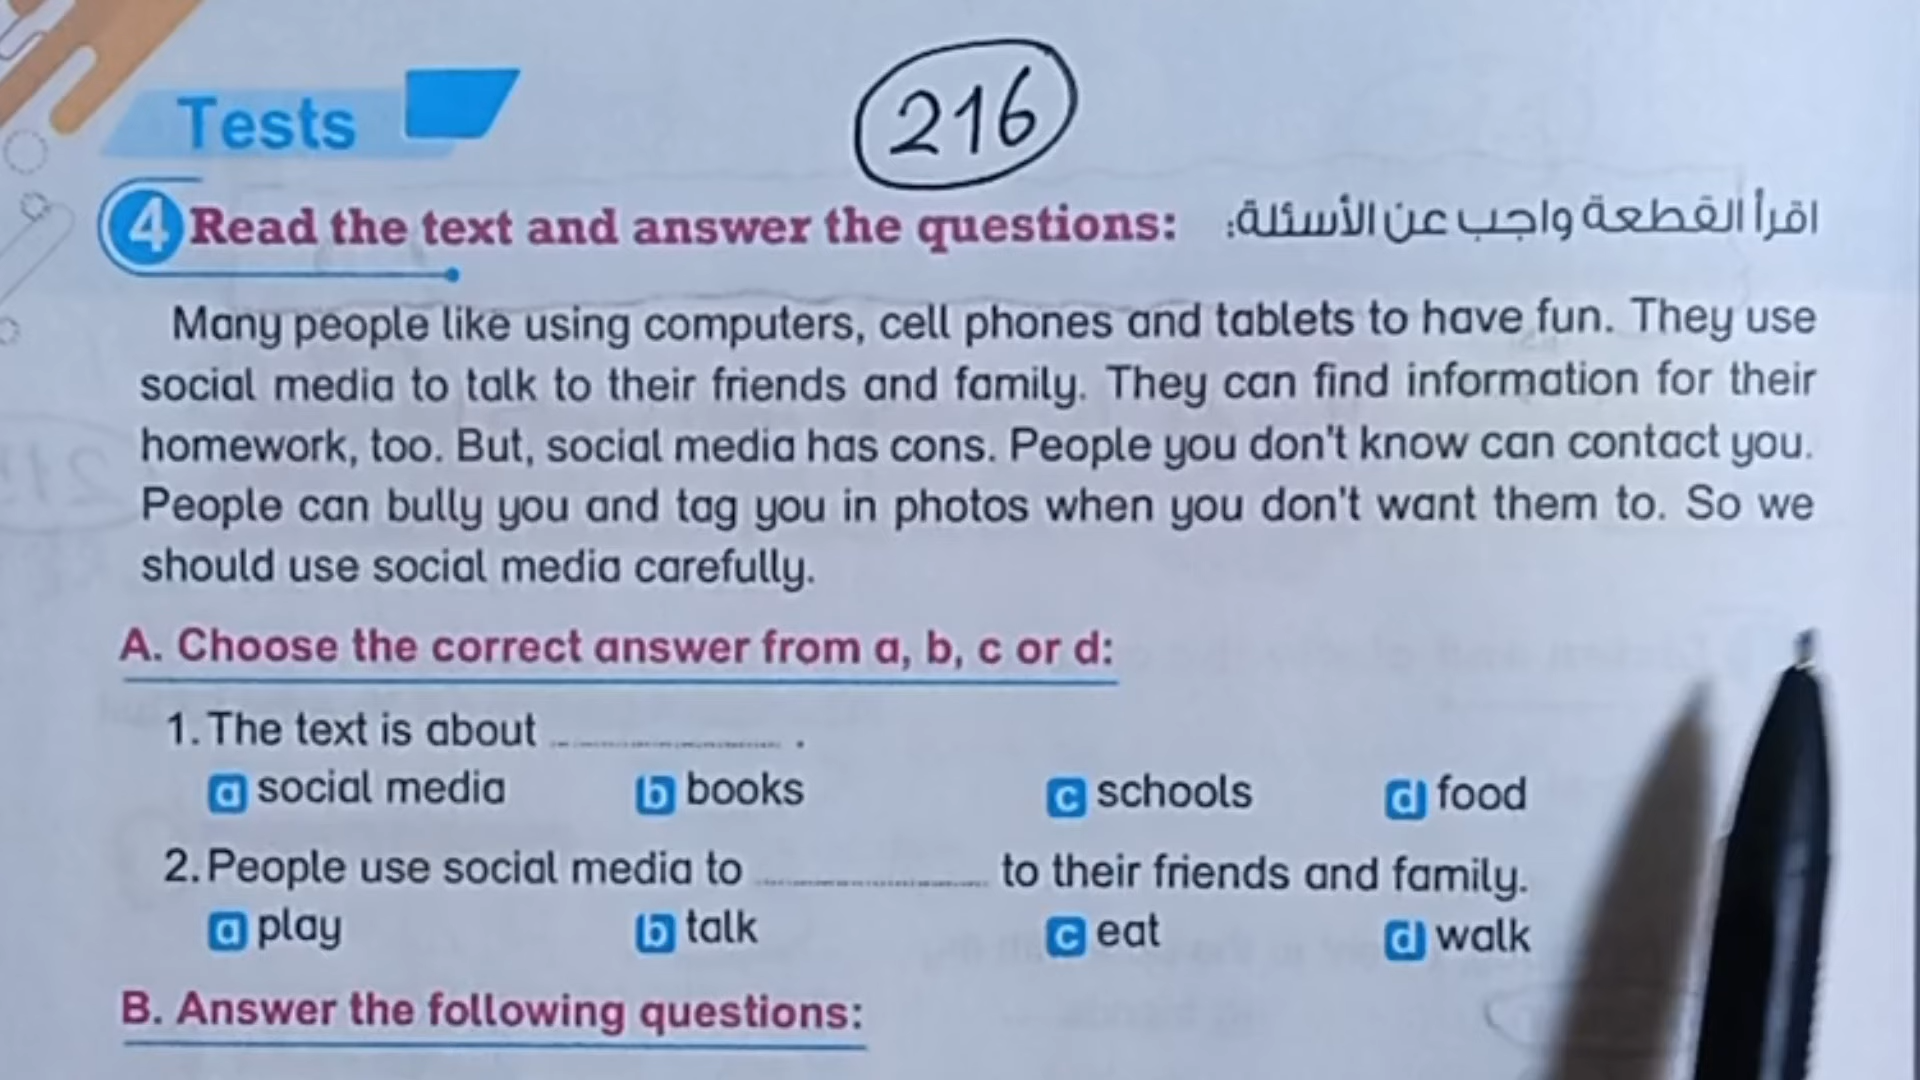 Tests
216
4 Read the text and answer the questions: اقرأ القطعة واجب عن الأسئلة:
Many people like using computers, cell phones and tablets to have fun. They use
social media to talk to their friends and family. They can find information for their
homework, too. But, social media has cons. People you don't know can contact you.
People can bully you and tag you in photos when you don't want them to. So we
should use social media carefully.
A. Choose the correct answer from a, b, c or d:
1. The text is about .................... .
a social media b books c schools d food
2. People use social media to .................... to their friends and family.
a play b talk c eat d walk
B. Answer the following questions: